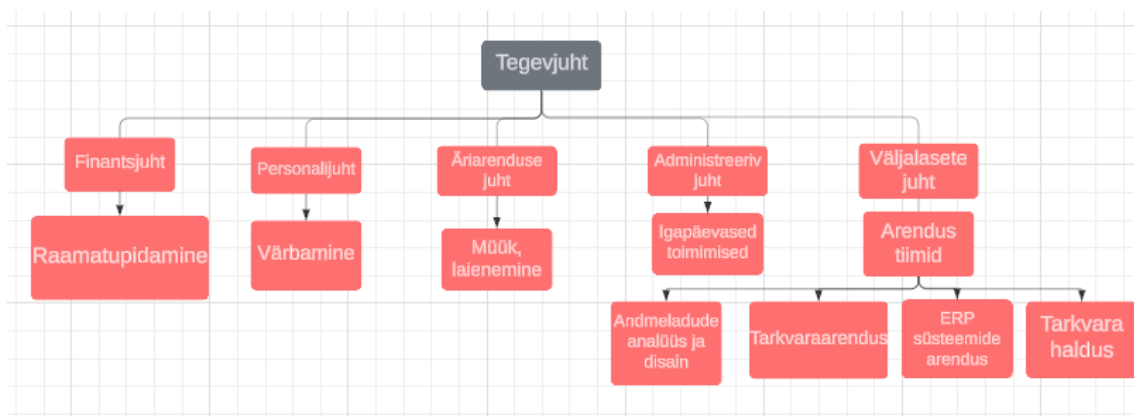 Tegevjuht
Finantsjuht
Personalijuht
Äriarenduse
juht
Administreeriv
juht
Väljalasete
juht
Raamatupidamine
Värbamine
Müük,
laienemine
Igapäevased
toimimised
Arendus
tiimid
Andmeladude
analüüs ja
disain
Tarkvaraarendus
ERP
süsteemide
arendus
Tarkvara
haldus